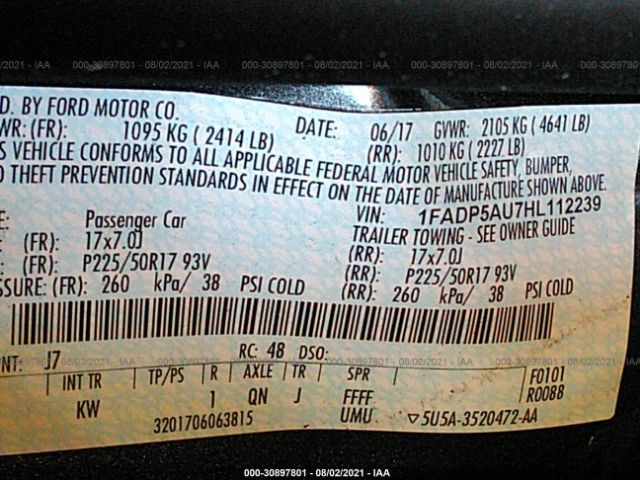 000-30897801 - 08/02/2021 - IAA
D. BY FORD MOTOR CO.
WR: (FR): 1095 KG ( 2414 LB)
DATE: 06/17 GVWR: 2105 KG ( 4641 LB)
(RR): 1010 KG ( 2227 LB)
S VEHICLE CONFORMS TO ALL APPLICABLE FEDERAL MOTOR VEHICLE SAFETY, BUMPER,
D THEFT PREVENTION STANDARDS IN EFFECT ON THE DATE OF MANUFACTURE SHOWN ABOVE.
VIN: 1FADP5AU7HL112239
Passenger Car
TRAILER TOWING - SEE OWNER GUIDE
(FR): 17x7.0J
(RR): 17x7.0J
(FR): P225/50R17 93V
(RR): P225/50R17 93V
SSURE: (FR): 260 kPa/ 38 PSI COLD
(RR): 260 kPa/ 38 PSI COLD
NT: J7
RC: 48 DSO:
INT TR TP/PS R AXLE TR SPR
F0101
R0088
KW 1 QN J FFFF
3201706063815 UMU ▽5U5A-3520472-AA
000-30897801 - 08/02/2021 - IAA